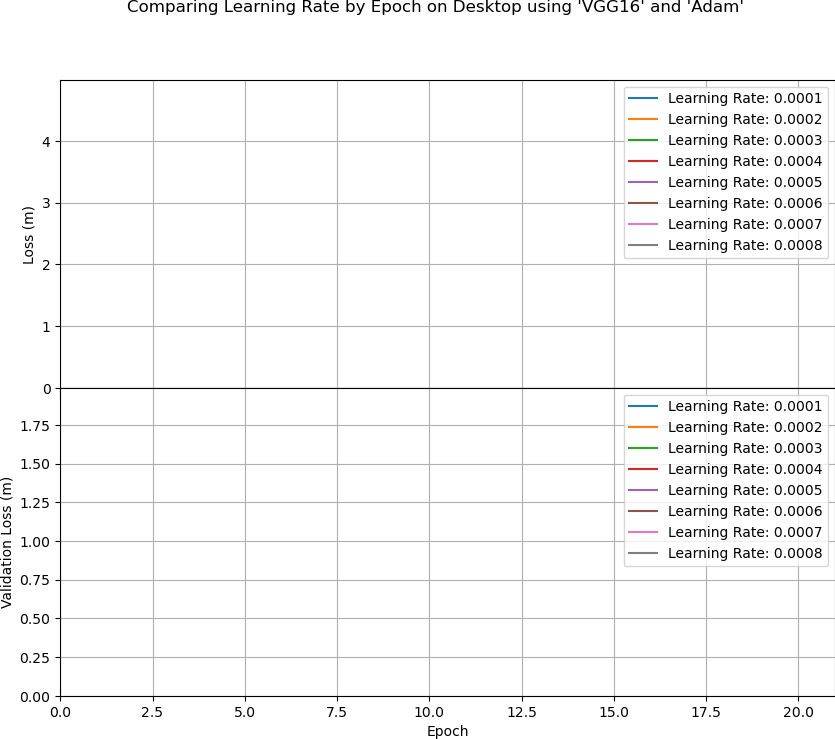 Comparing Learning Rate by Epoch on Desktop using 'VGG16' and 'Adam'
Learning Rate: 0.0001
Learning Rate: 0.0002
Learning Rate: 0.0003
Learning Rate: 0.0004
Learning Rate: 0.0005
Learning Rate: 0.0006
Learning Rate: 0.0007
Learning Rate: 0.0008
4
3
2
1
0
Loss (m)
Learning Rate: 0.0001
Learning Rate: 0.0002
Learning Rate: 0.0003
Learning Rate: 0.0004
Learning Rate: 0.0005
Learning Rate: 0.0006
Learning Rate: 0.0007
Learning Rate: 0.0008
1.75
1.50
1.25
1.00
0.75
0.50
0.25
0.00
Validation Loss (m)
0.0 2.5 5.0 7.5 10.0 12.5 15.0 17.5 20.0
Epoch